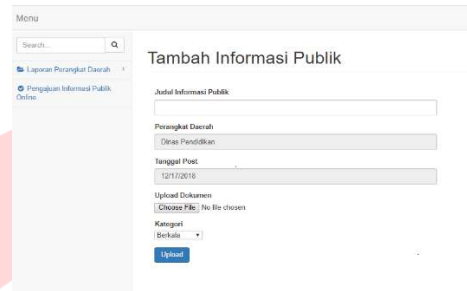 Menu
Search...
Laporan Perangkat Daerah
Pengajuan Informasi Publik
Online
Tambah Informasi Publik
Judul Informasi Publik
Perangkat Daerah
Dinas Pendidikan
Tanggal Post
12/17/2018
Upload Dokumen
Choose File No file chosen
Kategori
Berkala
Upload